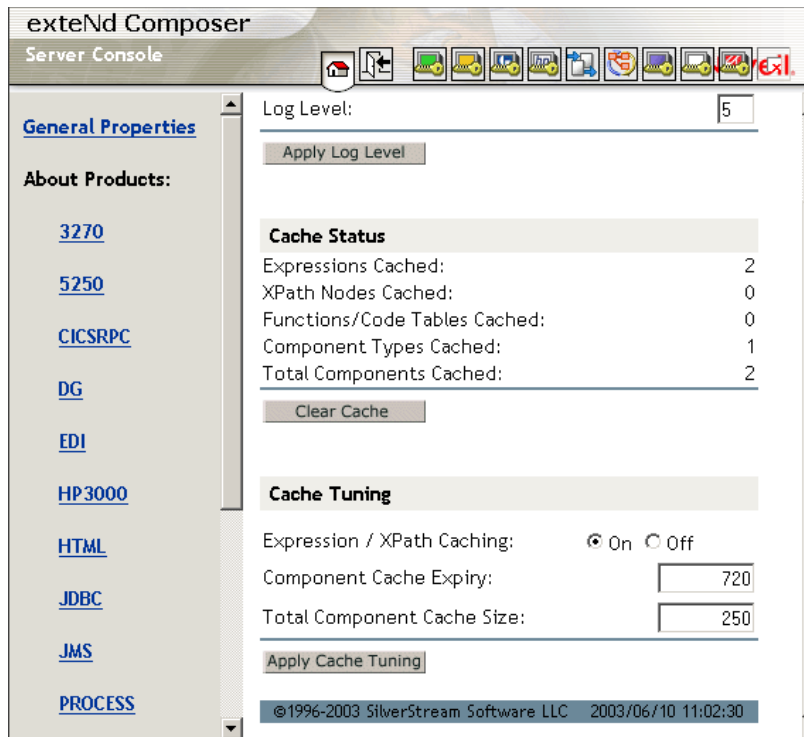 exteNd Composer
Server Console
General Properties
About Products:
3270
5250
CICSRPC
DG
EDI
HP3000
HTML
JDBC
JMS
PROCESS
Log Level: 5
Apply Log Level
Cache Status
Expressions Cached: 2
XPath Nodes Cached: 0
Functions/Code Tables Cached: 0
Component Types Cached: 1
Total Components Cached: 2
Clear Cache
Cache Tuning
Expression / XPath Caching: On Off
Component Cache Expiry: 720
Total Component Cache Size: 250
Apply Cache Tuning
©1996-2003 SilverStream Software LLC 2003/06/10 11:02:30